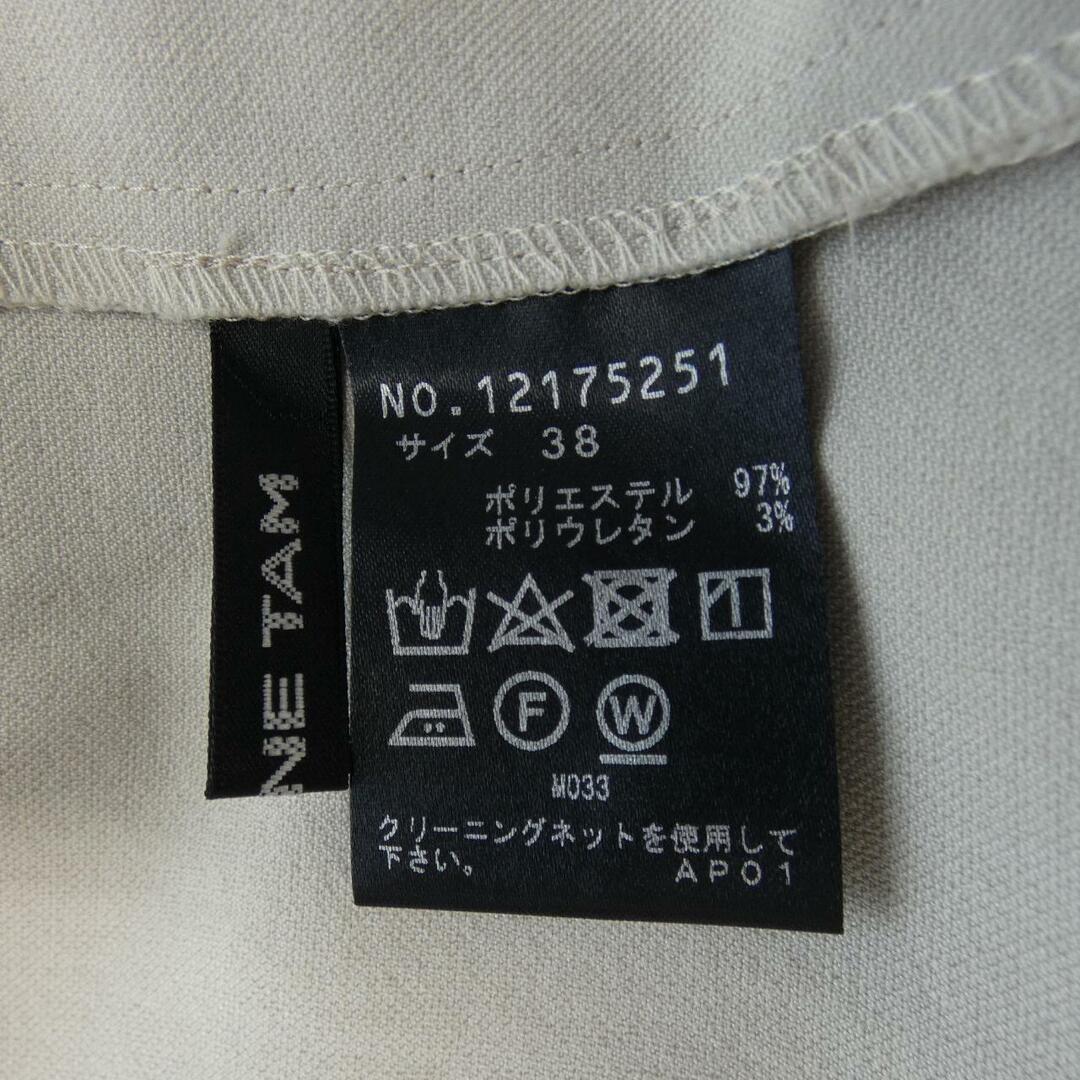 NE TAM
NO.12175251
サイズ 38
ポリエステル 97%
ポリウレタン 3%
F W
M033
クリーニングネットを使用して
下さい。 AP01